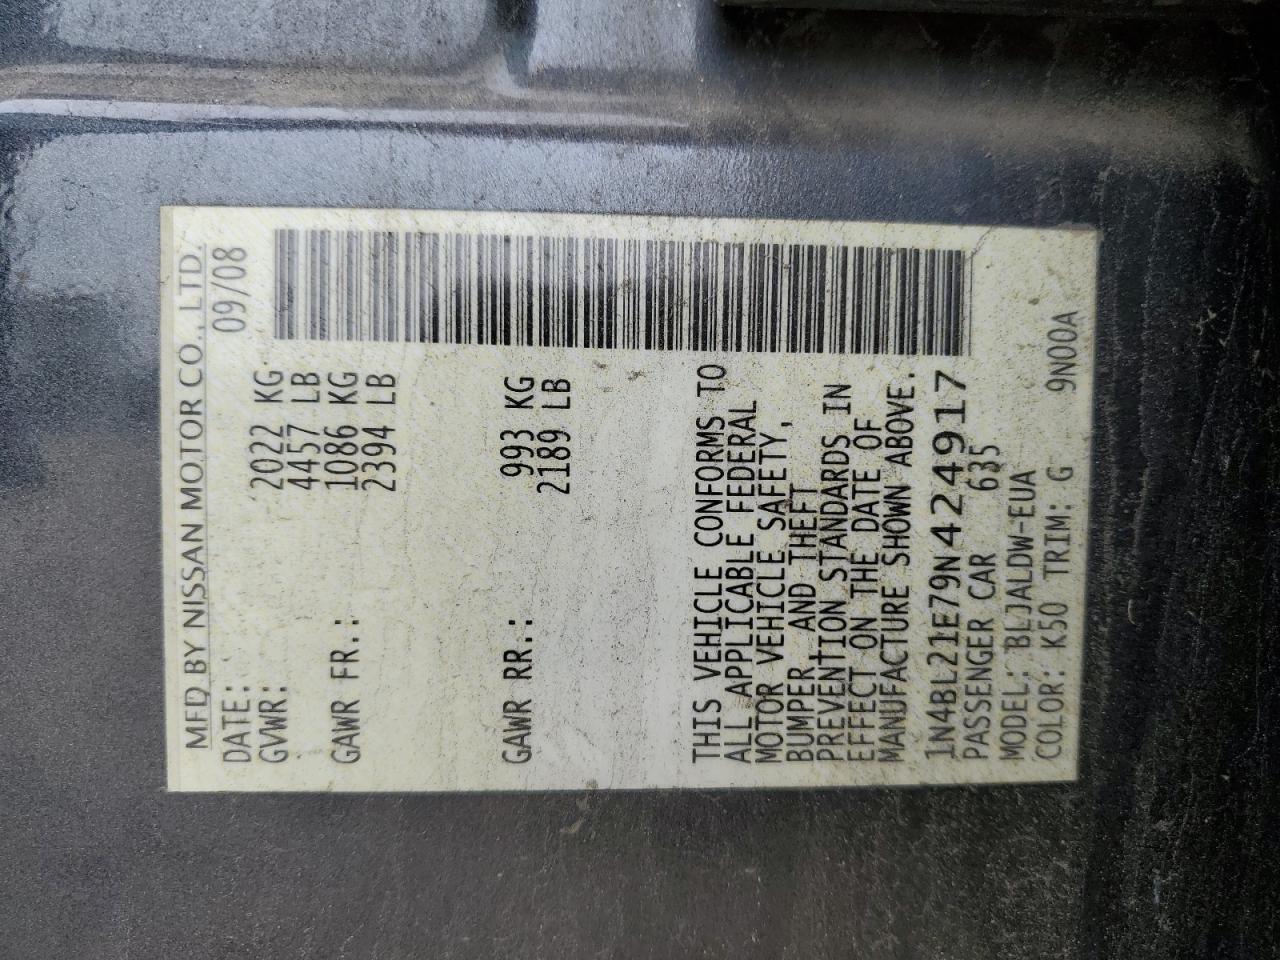 MFD BY NISSAN MOTOR CO., LTD.
DATE: 09/08
GVWR: 2022 KG
4457 LB
GAWR FR.: 1086 KG
2394 LB
GAWR RR.: 993 KG
2189 LB
THIS VEHICLE CONFORMS TO
ALL APPLICABLE FEDERAL
MOTOR VEHICLE SAFETY,
BUMPER, AND THEFT
PREVENTION STANDARDS IN
EFFECT ON THE DATE OF
MANUFACTURE SHOWN ABOVE.
1N4BL21E79N424917
PASSENGER CAR 635
MODEL: BLJALDW-EUA
COLOR: K50 TRIM: G 9N00A